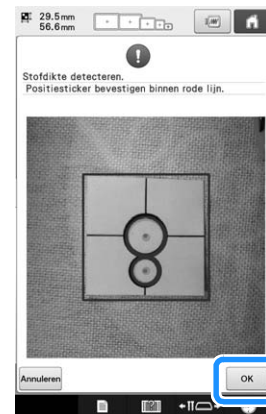 29.5mm
56.6mm
Stofdikte detecteren.
Positiesticker bevestigen binnen rode lijn.
Annuleren
OK